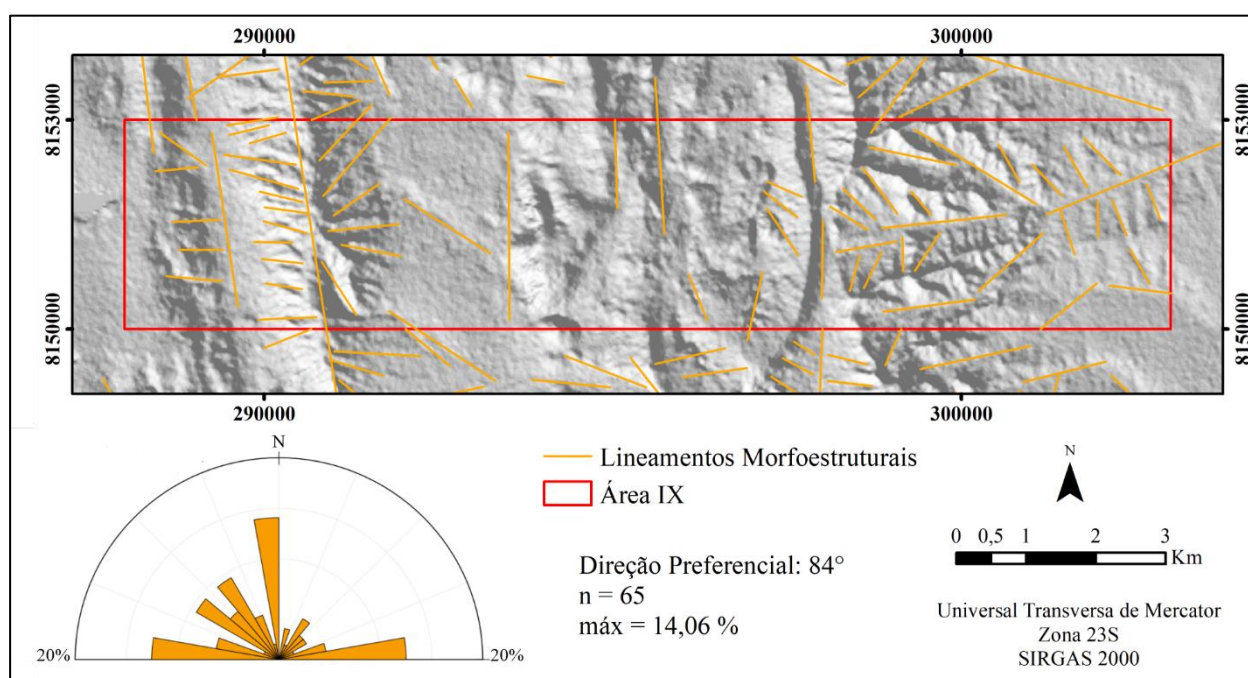 290000
300000
8153000
8153000
8150000
8150000
290000
300000
N
20%
20%
Lineamentos Morfoestruturais
Área IX
Direção Preferencial: 84°
n = 65
máx = 14,06 %
N
0 0,5 1 2 3
Km
Universal Transversa de Mercator
Zona 23S
SIRGAS 2000